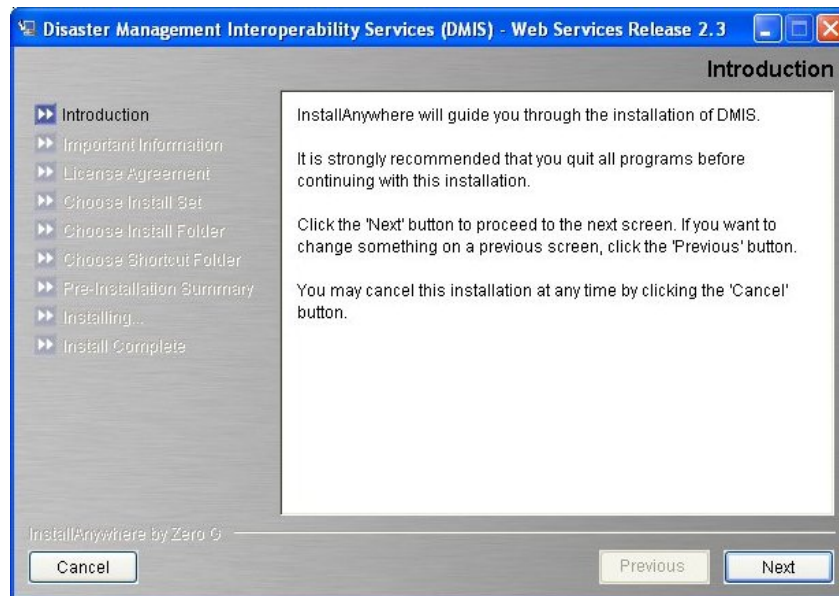 Disaster Management Interoperability Services (DMIS) - Web Services Release 2.3
Introduction
Introduction
Important Information
License Agreement
Choose Install Set
Choose Install Folder
Choose Shortcut Folder
Pre-Installation Summary
Installing...
Install Complete
InstallAnywhere will guide you through the installation of DMIS.
It is strongly recommended that you quit all programs before
continuing with this installation.
Click the 'Next' button to proceed to the next screen. If you want to
change something on a previous screen, click the 'Previous' button.
You may cancel this installation at any time by clicking the 'Cancel'
button.
InstallAnywhere by Zero G
Cancel
Previous
Next